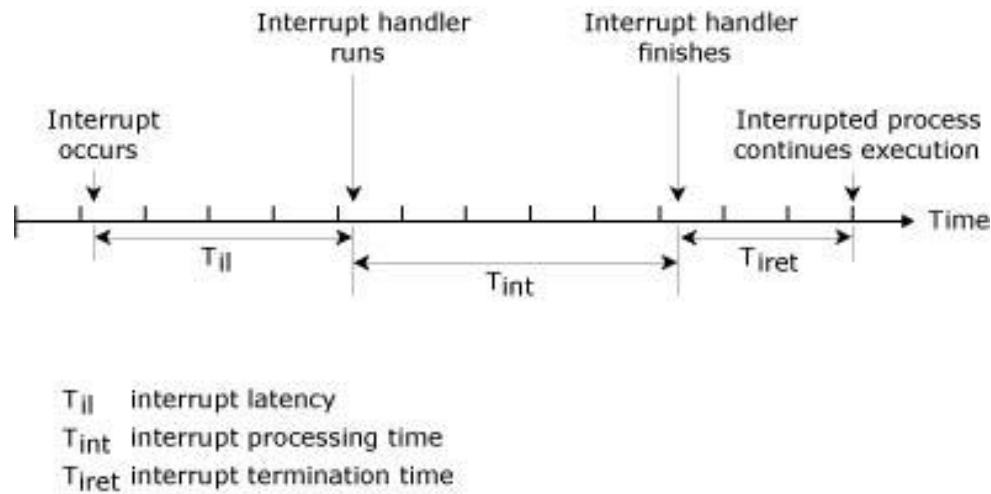 Interrupt handler
runs
Interrupt handler
finishes
Interrupt
occurs
Interrupted process
continues execution
Time
Til
Tint
Tiret
Til interrupt latency
Tint interrupt processing time
Tiret interrupt termination time